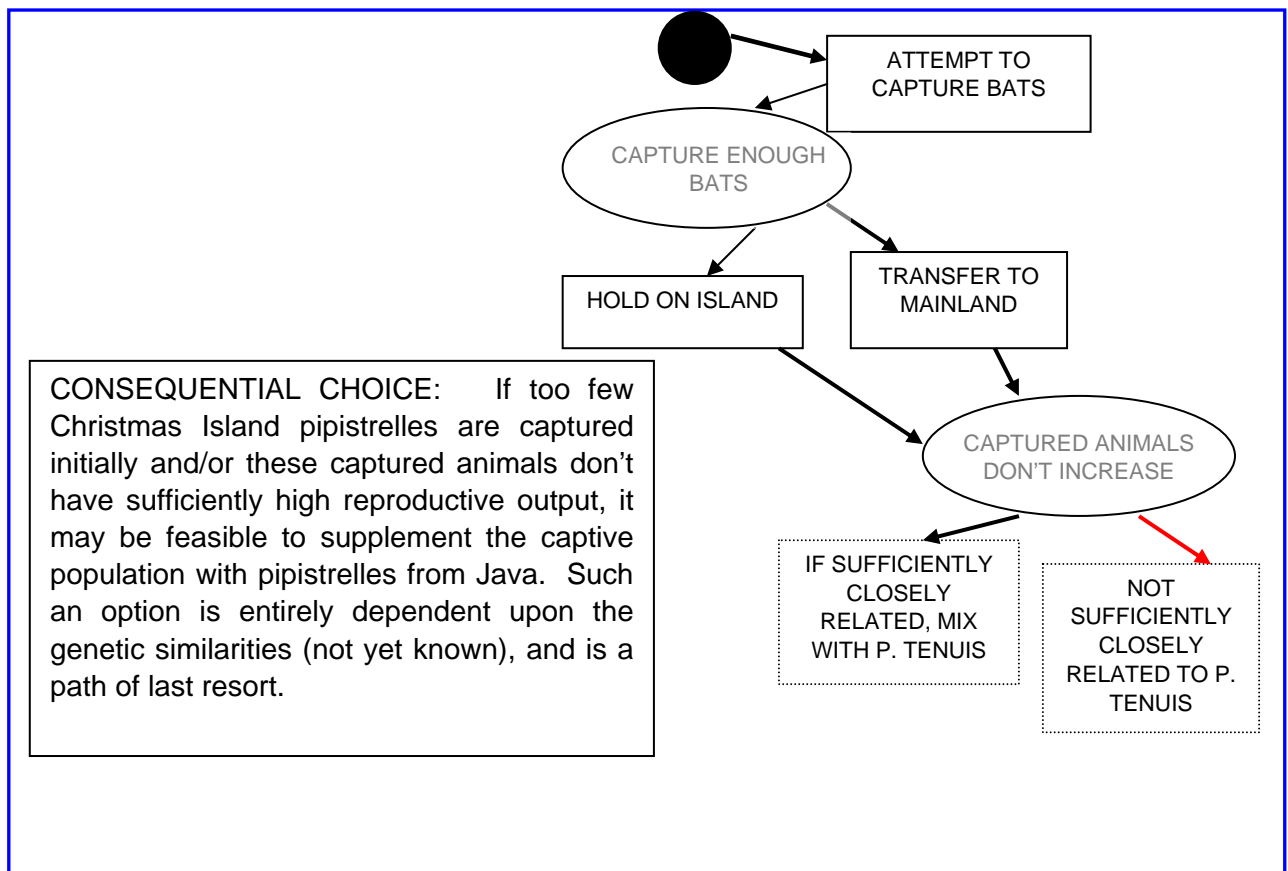 ATTEMPT TO
CAPTURE BATS
CAPTURE ENOUGH
BATS
HOLD ON ISLAND
TRANSFER TO
MAINLAND
CONSEQUENTIAL CHOICE: If too few
Christmas Island pipistrelles are captured
initially and/or these captured animals don’t
have sufficiently high reproductive output, it
may be feasible to supplement the captive
population with pipistrelles from Java. Such
an option is entirely dependent upon the
genetic similarities (not yet known), and is a
path of last resort.
CAPTURED ANIMALS
DON’T INCREASE
IF SUFFICIENTLY
CLOSELY
RELATED, MIX
WITH P. TENUIS
NOT
SUFFICIENTLY
CLOSELY
RELATED TO P.
TENUIS